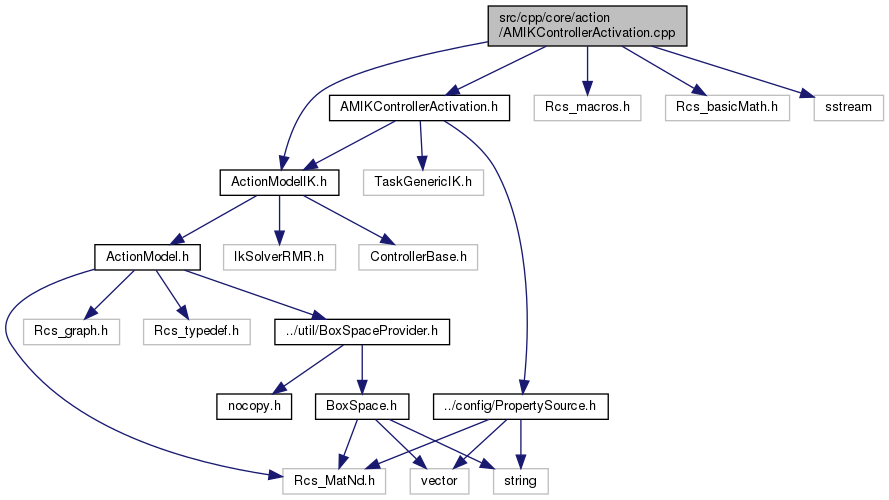 src/cpp/core/action
/AMIKControllerActivation.cpp
AMIKControllerActivation.h
Rcs_macros.h
Rcs_basicMath.h
sstream
ActionModelIK.h
TaskGenericIK.h
ActionModel.h
IkSolverRMR.h
ControllerBase.h
Rcs_graph.h
Rcs_typedef.h
../util/BoxSpaceProvider.h
nocopy.h
BoxSpace.h
../config/PropertySource.h
Rcs_MatNd.h
vector
string